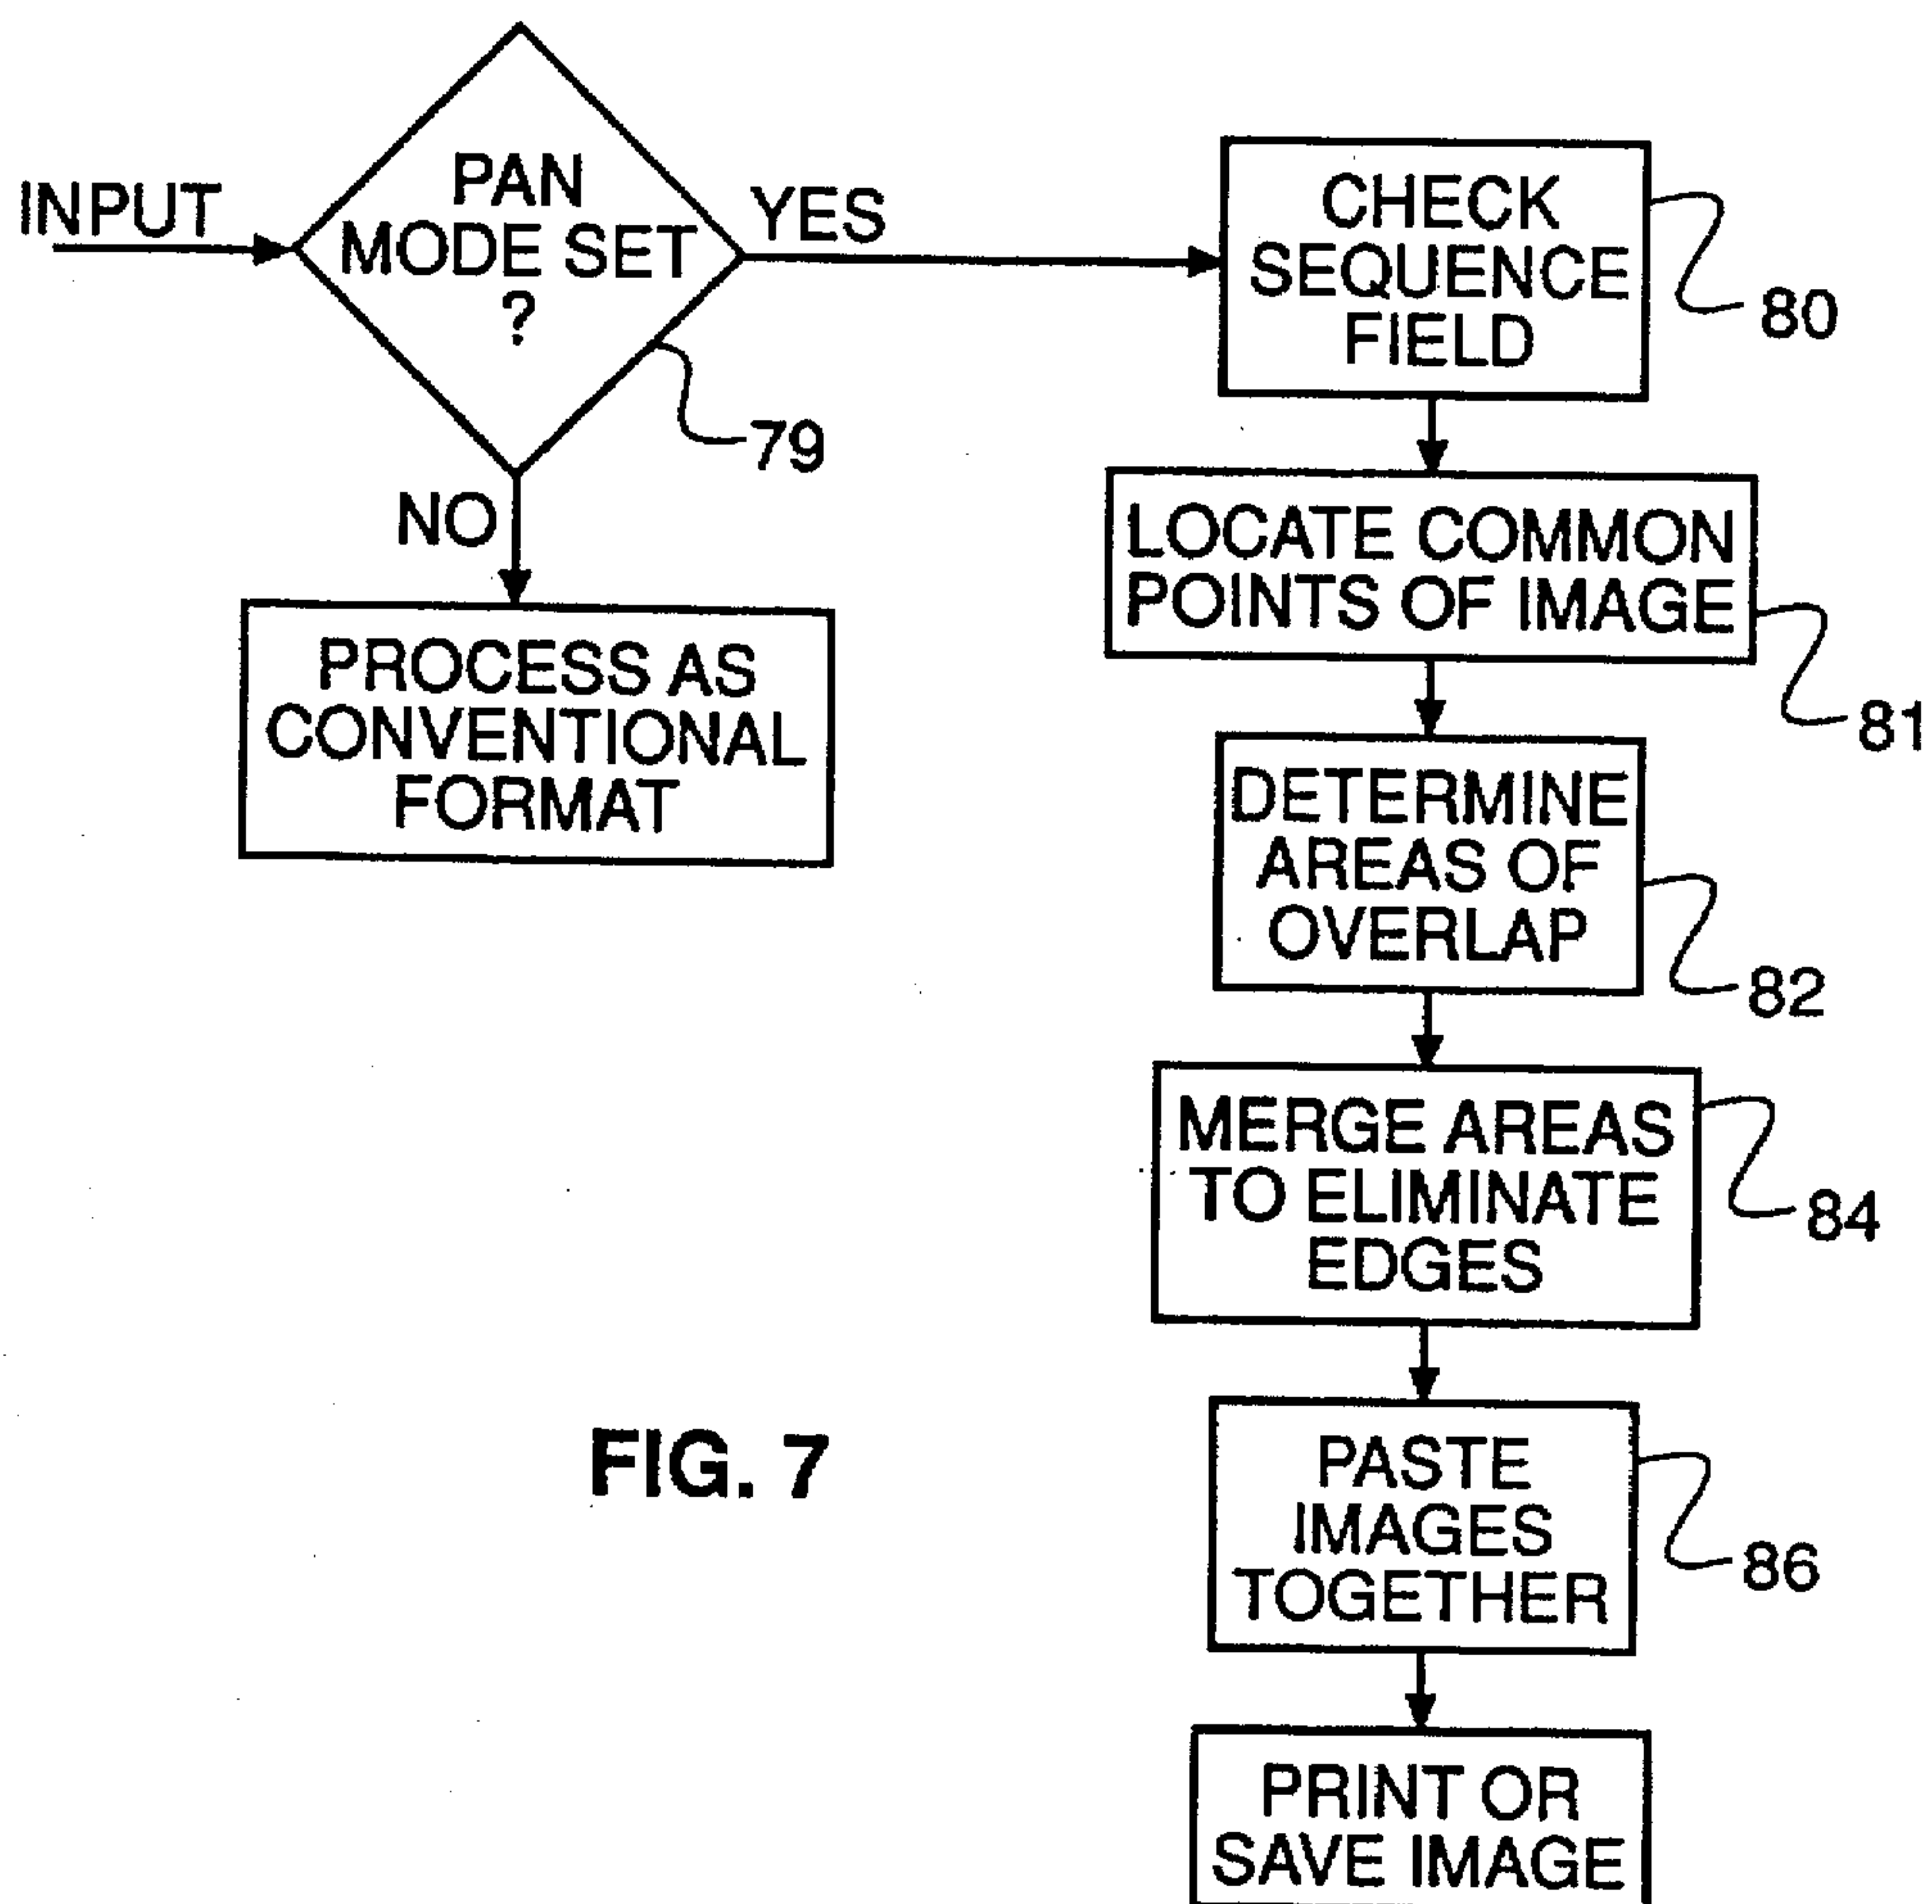 INPUT
PAN
MODE SET
?
YES
79
NO
PROCESS AS
CONVENTIONAL
FORMAT
CHECK
SEQUENCE
FIELD
80
LOCATE COMMON
POINTS OF IMAGE
81
DETERMINE
AREAS OF
OVERLAP
82
MERGE AREAS
TO ELIMINATE
EDGES
84
PASTE
IMAGES
TOGETHER
86
PRINT OR
SAVE IMAGE
FIG. 7